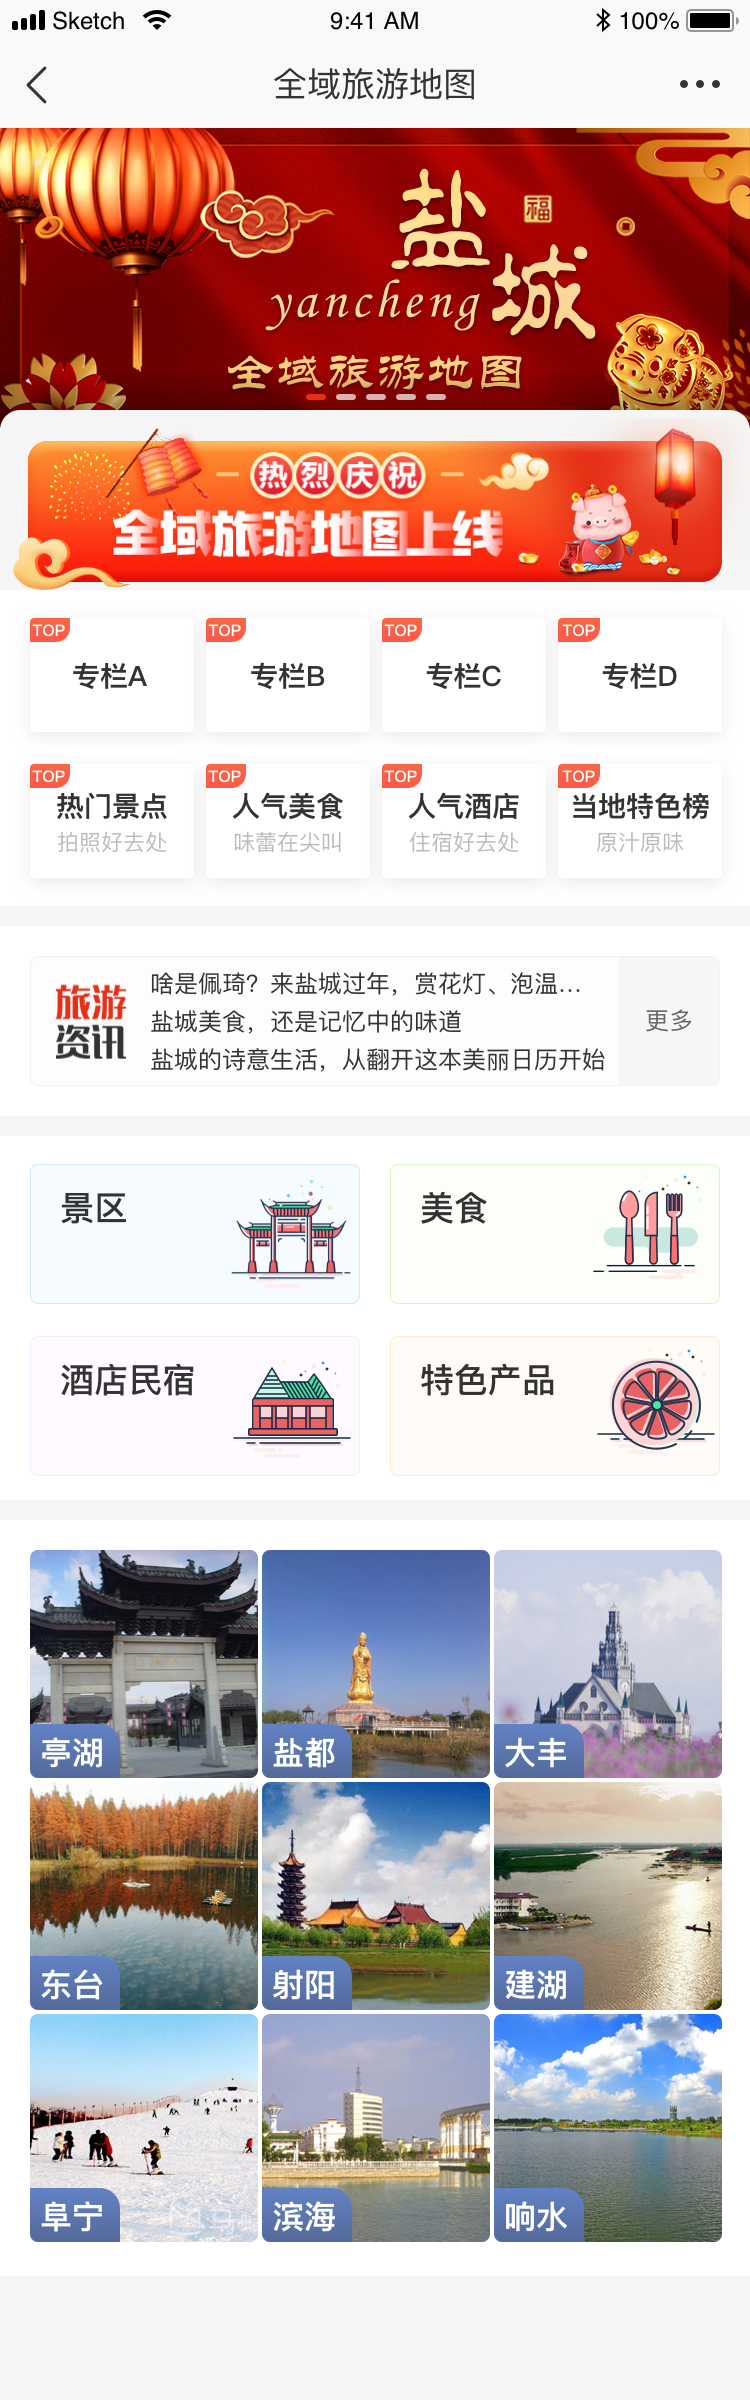 Sketch 9:41 AM 100%
全域旅游地图
盐城
福
yancheng
全域旅游地图
热烈庆祝
全域旅游地图上线
TOP TOP TOP TOP
专栏A 专栏B 专栏C 专栏D
TOP TOP TOP TOP
热门景点 人气美食 人气酒店 当地特色榜
拍照好去处 味蕾在尖叫 住宿好去处 原汁原味
旅游资讯
啥是佩琦？来盐城过年，赏花灯、泡温...
盐城美食，还是记忆中的味道
盐城的诗意生活，从翻开这本美丽日历开始
更多
景区 美食
酒店民宿 特色产品
亭湖 盐都 大丰
东台 射阳 建湖
阜宁 滨海 响水